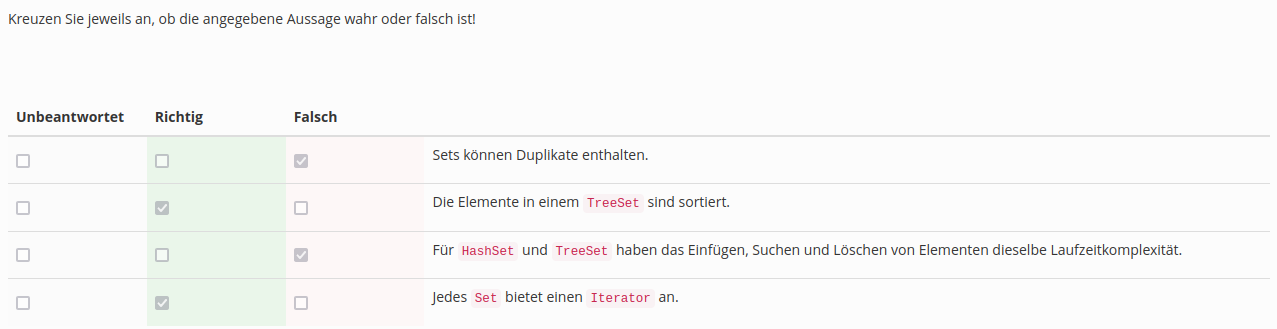 Kreuzen Sie jeweils an, ob die angegebene Aussage wahr oder falsch ist!
Unbeantwortet Richtig Falsch
Sets können Duplikate enthalten.
Die Elemente in einem TreeSet sind sortiert.
Für HashSet und TreeSet haben das Einfügen, Suchen und Löschen von Elementen dieselbe Laufzeitkomplexität.
Jedes Set bietet einen Iterator an.